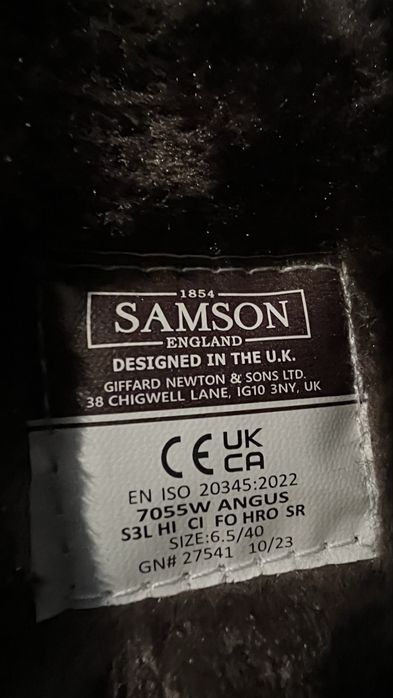 1854
SAMSON
ENGLAND
DESIGNED IN THE U.K.
GIFFARD NEWTON & SONS LTD.
38 CHIGWELL LANE, IG10 3NY, UK
CE UK
CA
EN ISO 20345:2022
7055W ANGUS
S3L HI CI FO HRO SR
SIZE:6.5/40
GN# 27541 10/23